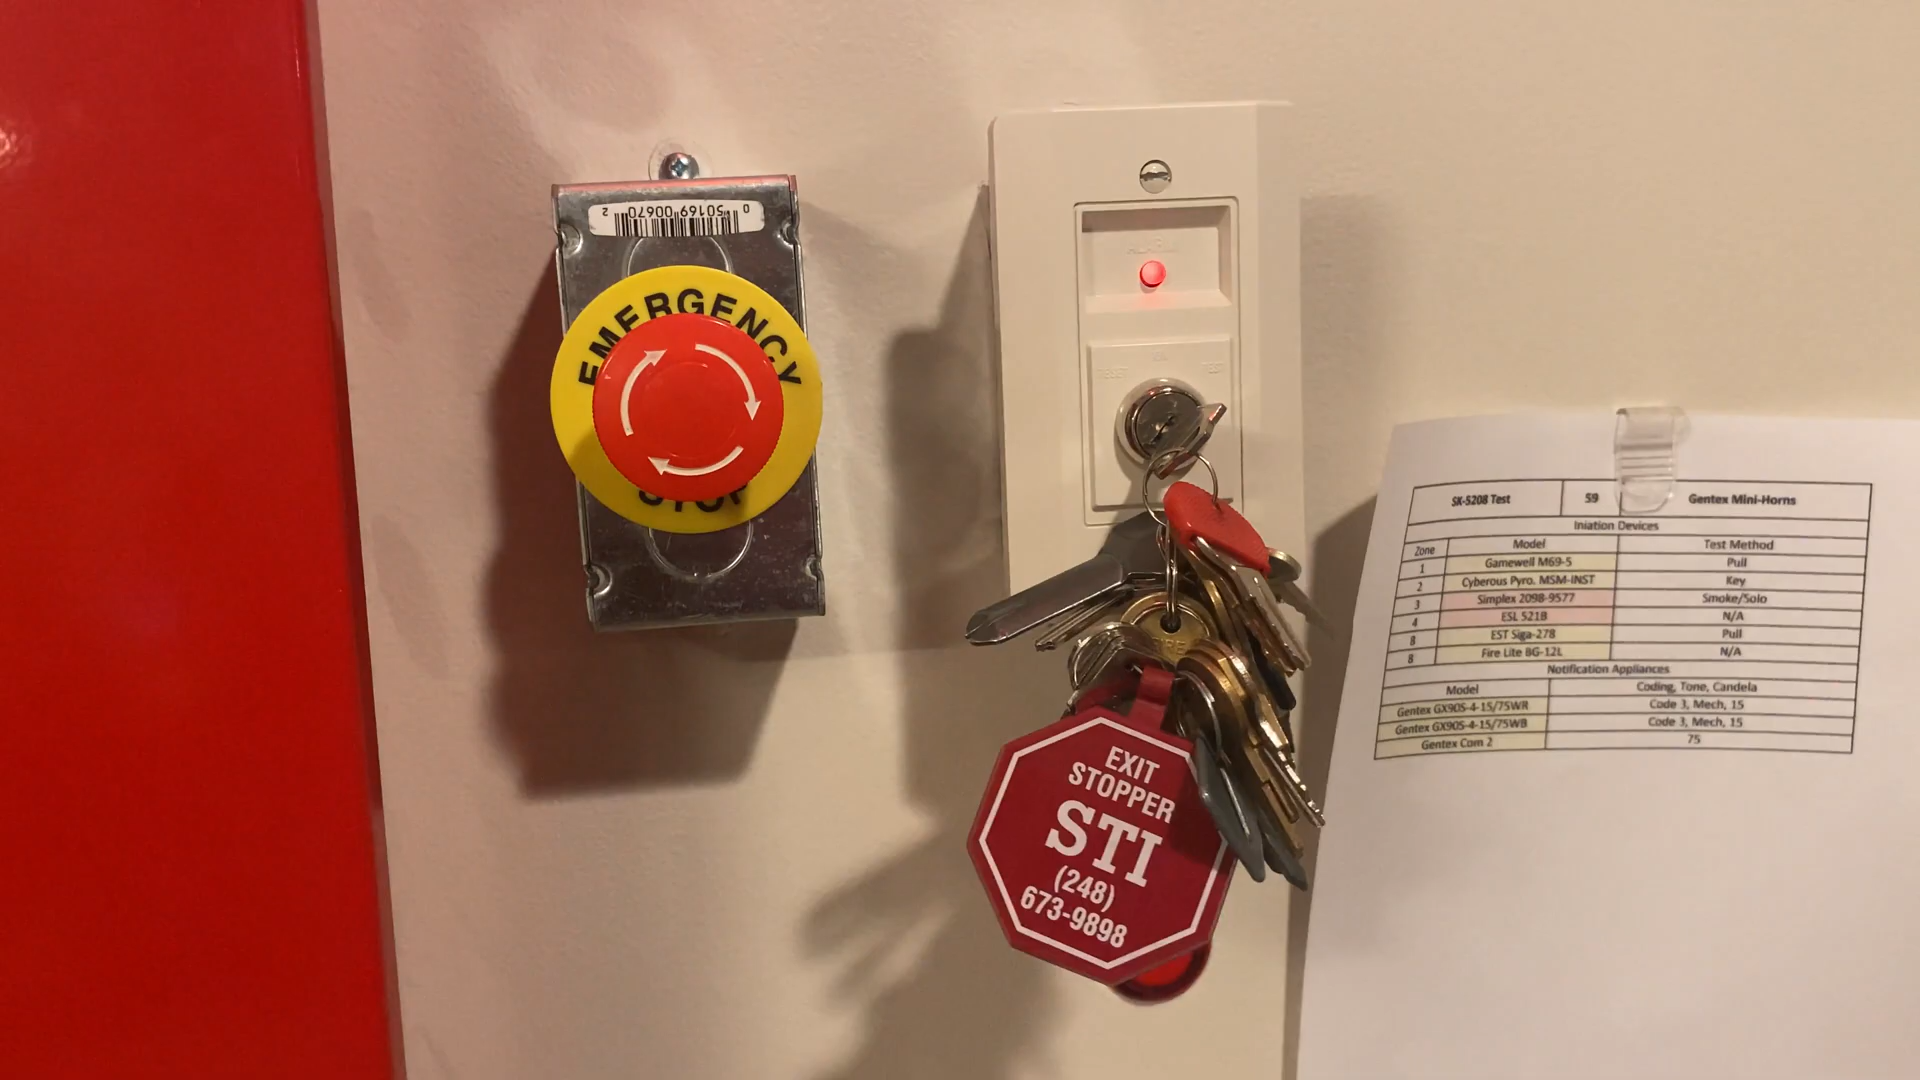 0 50169 00670 2
EMERGENCY
STOP
ALARM
RESET
TEST
EXIT
STOPPER
STI
(248)
673-9898
SK-5208 Test 59 Gentex Mini-Horns
Iniation Devices
Zone Model Test Method
1 Gamewell M69-5 Pull
2 Cyberous Pyro. MSM-INST Key
3 Simplex 2098-9577 Smoke/Solo
4 ESL 521B N/A
8 EST Siga-278 Pull
8 Fire Lite BG-12L N/A
Notification Appliances
Model Coding, Tone, Candela
Gentex GX90S-4-15/75WR Code 3, Mech, 15
Gentex GX90S-4-15/75WB Code 3, Mech, 15
Gentex Com 2 75